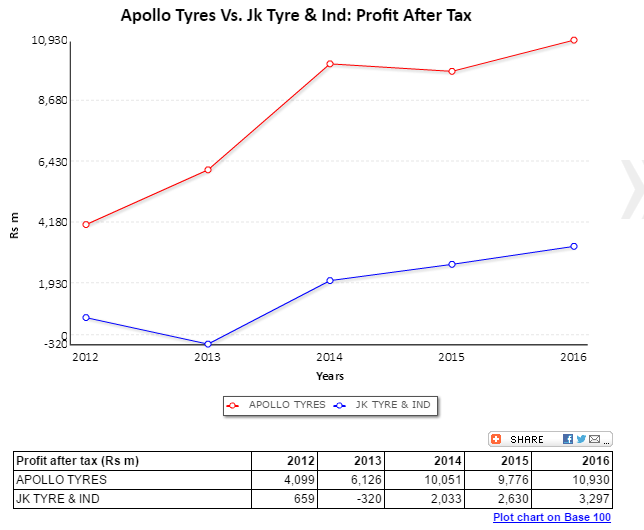 Apollo Tyres Vs. Jk Tyre & Ind: Profit After Tax
10,930
8,680
6,430
4,180
1,930
0
-320
Rs m
2012 2013 2014 2015 2016
Years
APOLLO TYRES JK TYRE & IND
SHARE ...
Profit after tax (Rs m) 2012 2013 2014 2015 2016
APOLLO TYRES 4,099 6,126 10,051 9,776 10,930
JK TYRE & IND 659 -320 2,033 2,630 3,297
Plot chart on Base 100